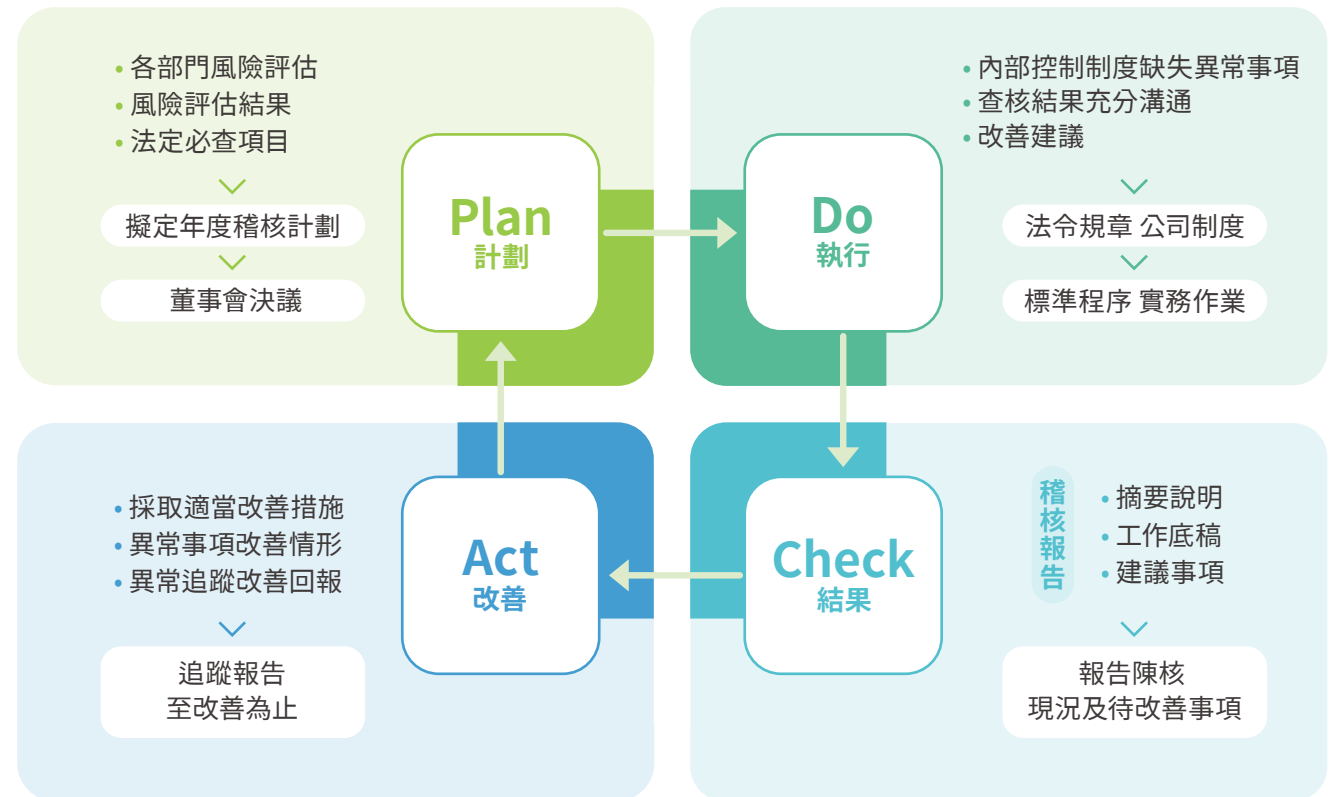 • 各部門風險評估
• 風險評估結果
• 法定必查項目
擬定年度稽核計劃
董事會決議
Plan
計劃
• 內部控制制度缺失異常事項
• 查核結果充分溝通
• 改善建議
法令規章 公司制度
標準程序 實務作業
Do
執行
• 採取適當改善措施
• 異常事項改善情形
• 異常追蹤改善回報
追蹤報告
至改善為止
Act
改善
Check
結果
稽核報告
• 摘要說明
• 工作底稿
• 建議事項
報告陳核
現況及待改善事項